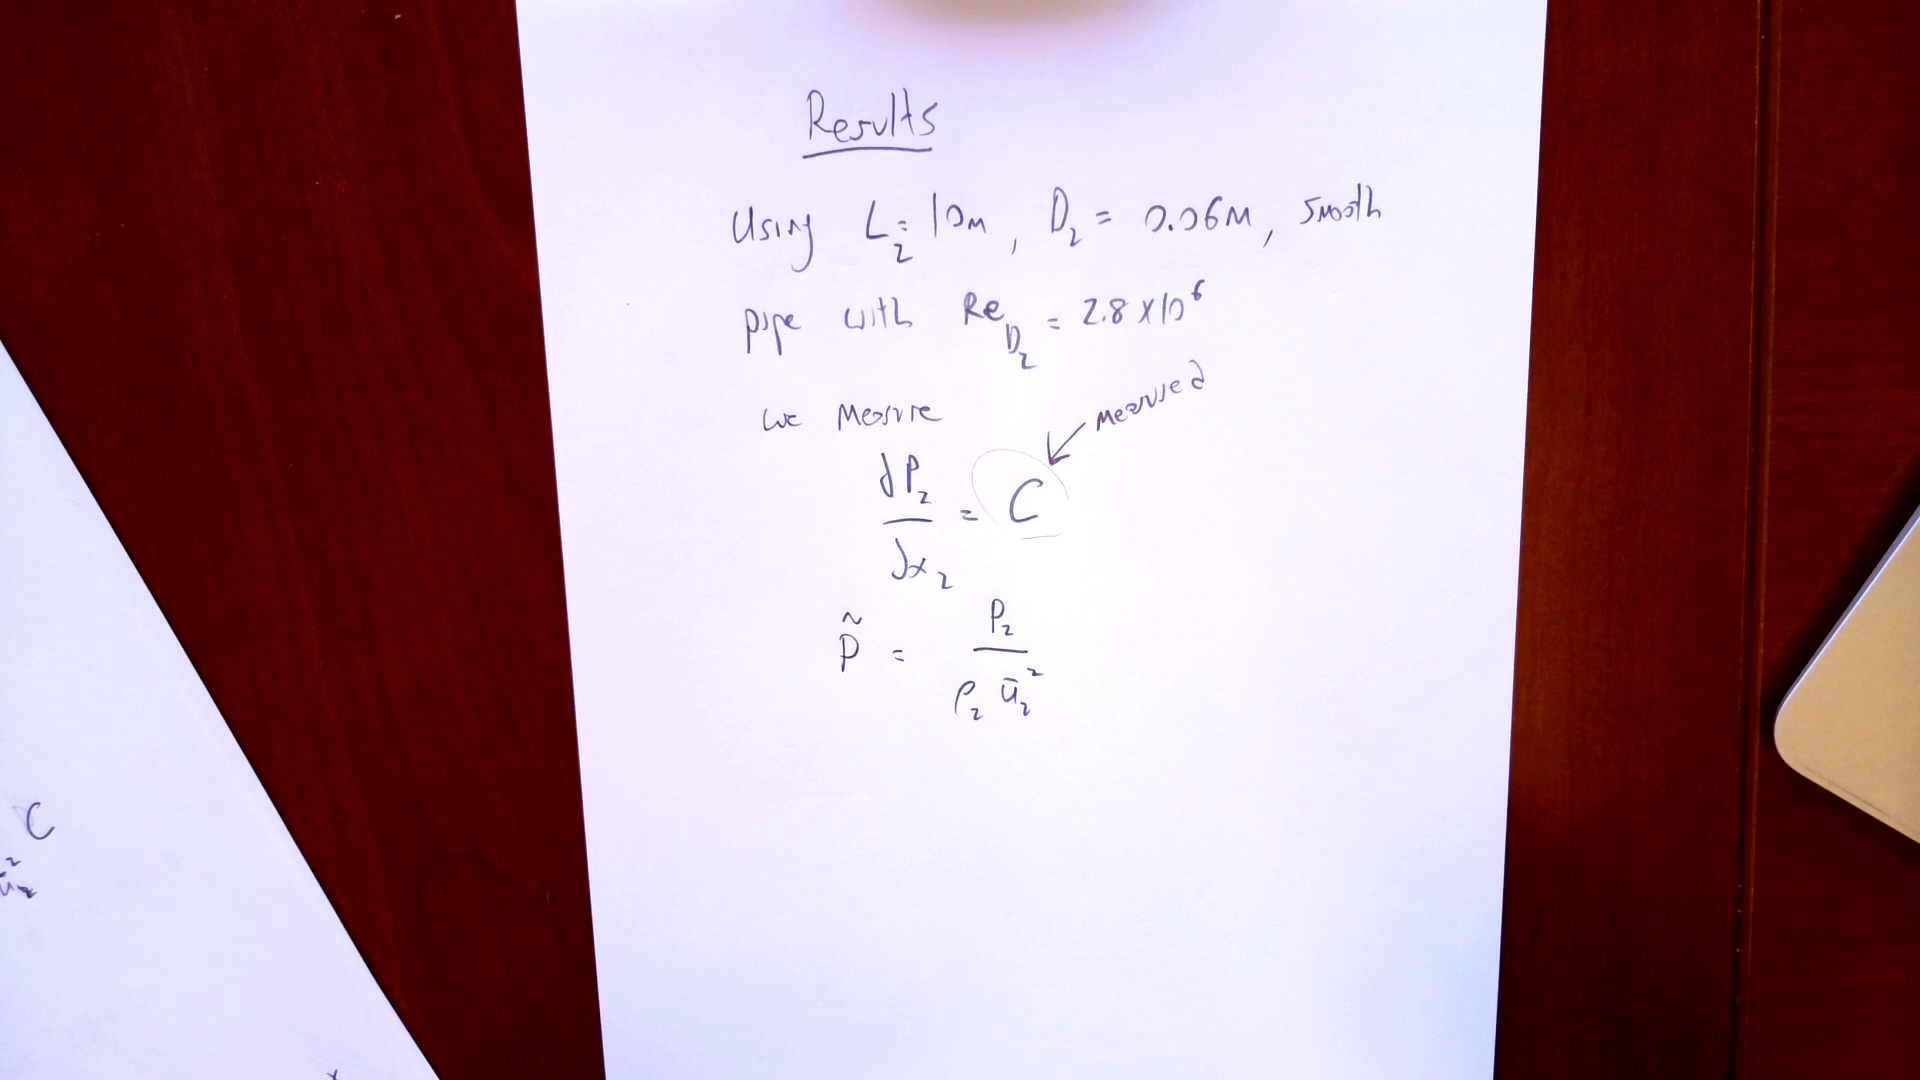 Results
Using L₂ = 10m, D₂ = 0.06m, smooth
pipe with Re_D₂ = 2.8 x 10⁶
we measure
measured
dP₂/dx₂ = C
P̃ = P₂/(ρ₂ ū₂²)
C
ū₂²